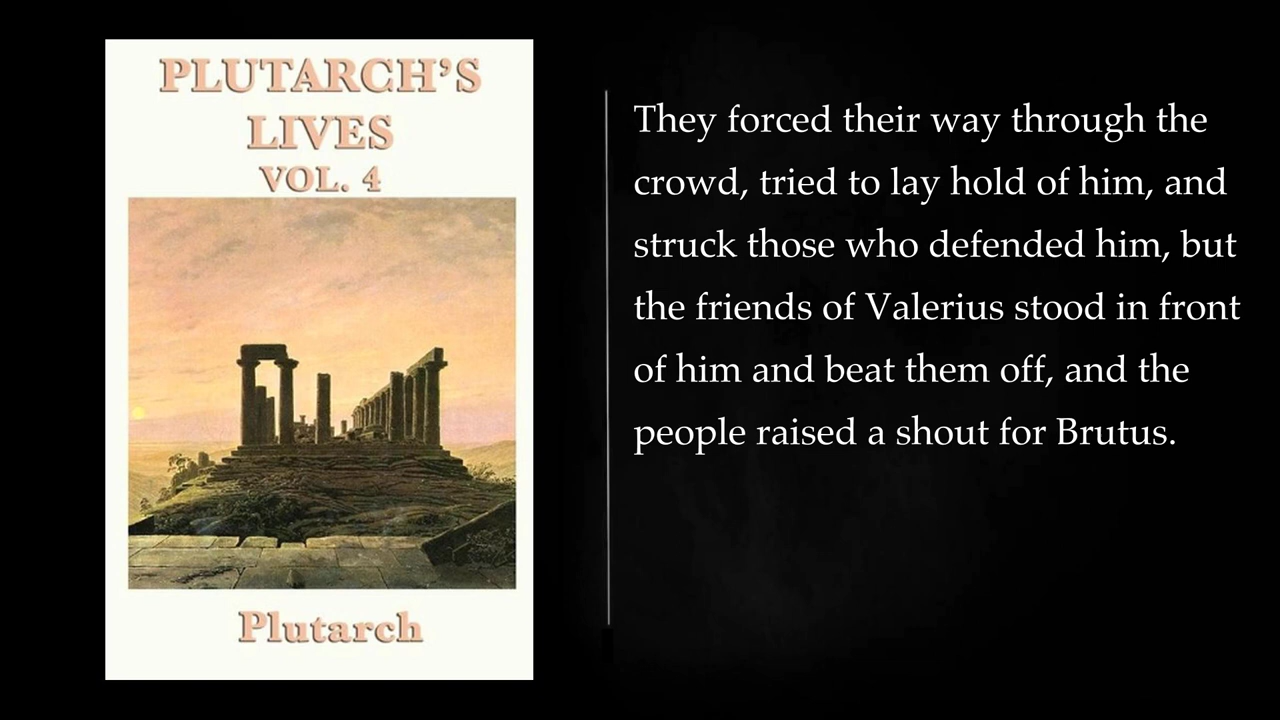 PLUTARCH'S
LIVES
VOL. 4
Plutarch
They forced their way through the
crowd, tried to lay hold of him, and
struck those who defended him, but
the friends of Valerius stood in front
of him and beat them off, and the
people raised a shout for Brutus.